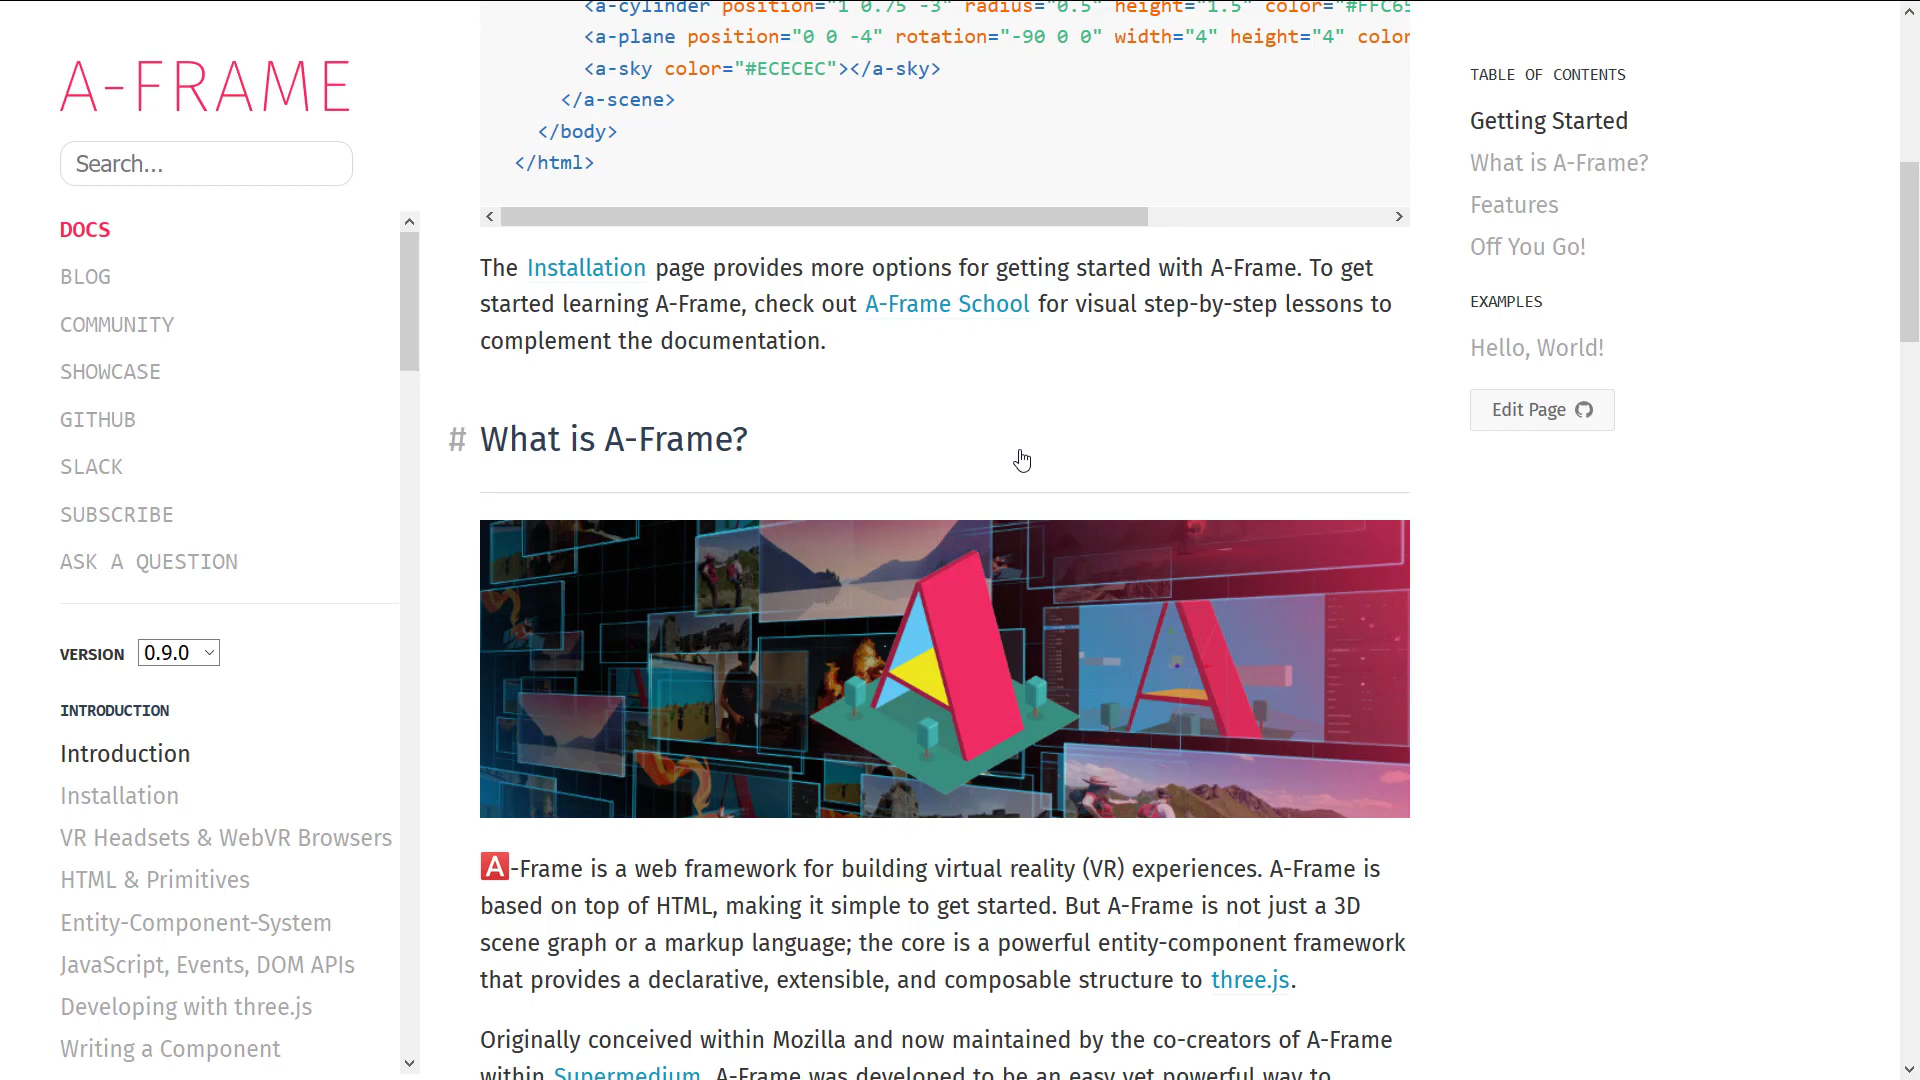 A-FRAME
Search...
DOCS
BLOG
COMMUNITY
SHOWCASE
GITHUB
SLACK
SUBSCRIBE
ASK A QUESTION
VERSION 0.9.0
INTRODUCTION
Introduction
Installation
VR Headsets & WebVR Browsers
HTML & Primitives
Entity-Component-System
JavaScript, Events, DOM APIs
Developing with three.js
Writing a Component
<a-cylinder position="1 0.75 -3" radius="0.5" height="1.5" color="#FFC65
<a-plane position="0 0 -4" rotation="-90 0 0" width="4" height="4" color
<a-sky color="#ECECEC"></a-sky>
</a-scene>
</body>
</html>
The Installation page provides more options for getting started with A-Frame. To get
started learning A-Frame, check out A-Frame School for visual step-by-step lessons to
complement the documentation.
# What is A-Frame?
A-Frame is a web framework for building virtual reality (VR) experiences. A-Frame is
based on top of HTML, making it simple to get started. But A-Frame is not just a 3D
scene graph or a markup language; the core is a powerful entity-component framework
that provides a declarative, extensible, and composable structure to three.js.
Originally conceived within Mozilla and now maintained by the co-creators of A-Frame
within Supermedium, A-Frame was developed to be an easy yet powerful way to
TABLE OF CONTENTS
Getting Started
What is A-Frame?
Features
Off You Go!
EXAMPLES
Hello, World!
Edit Page